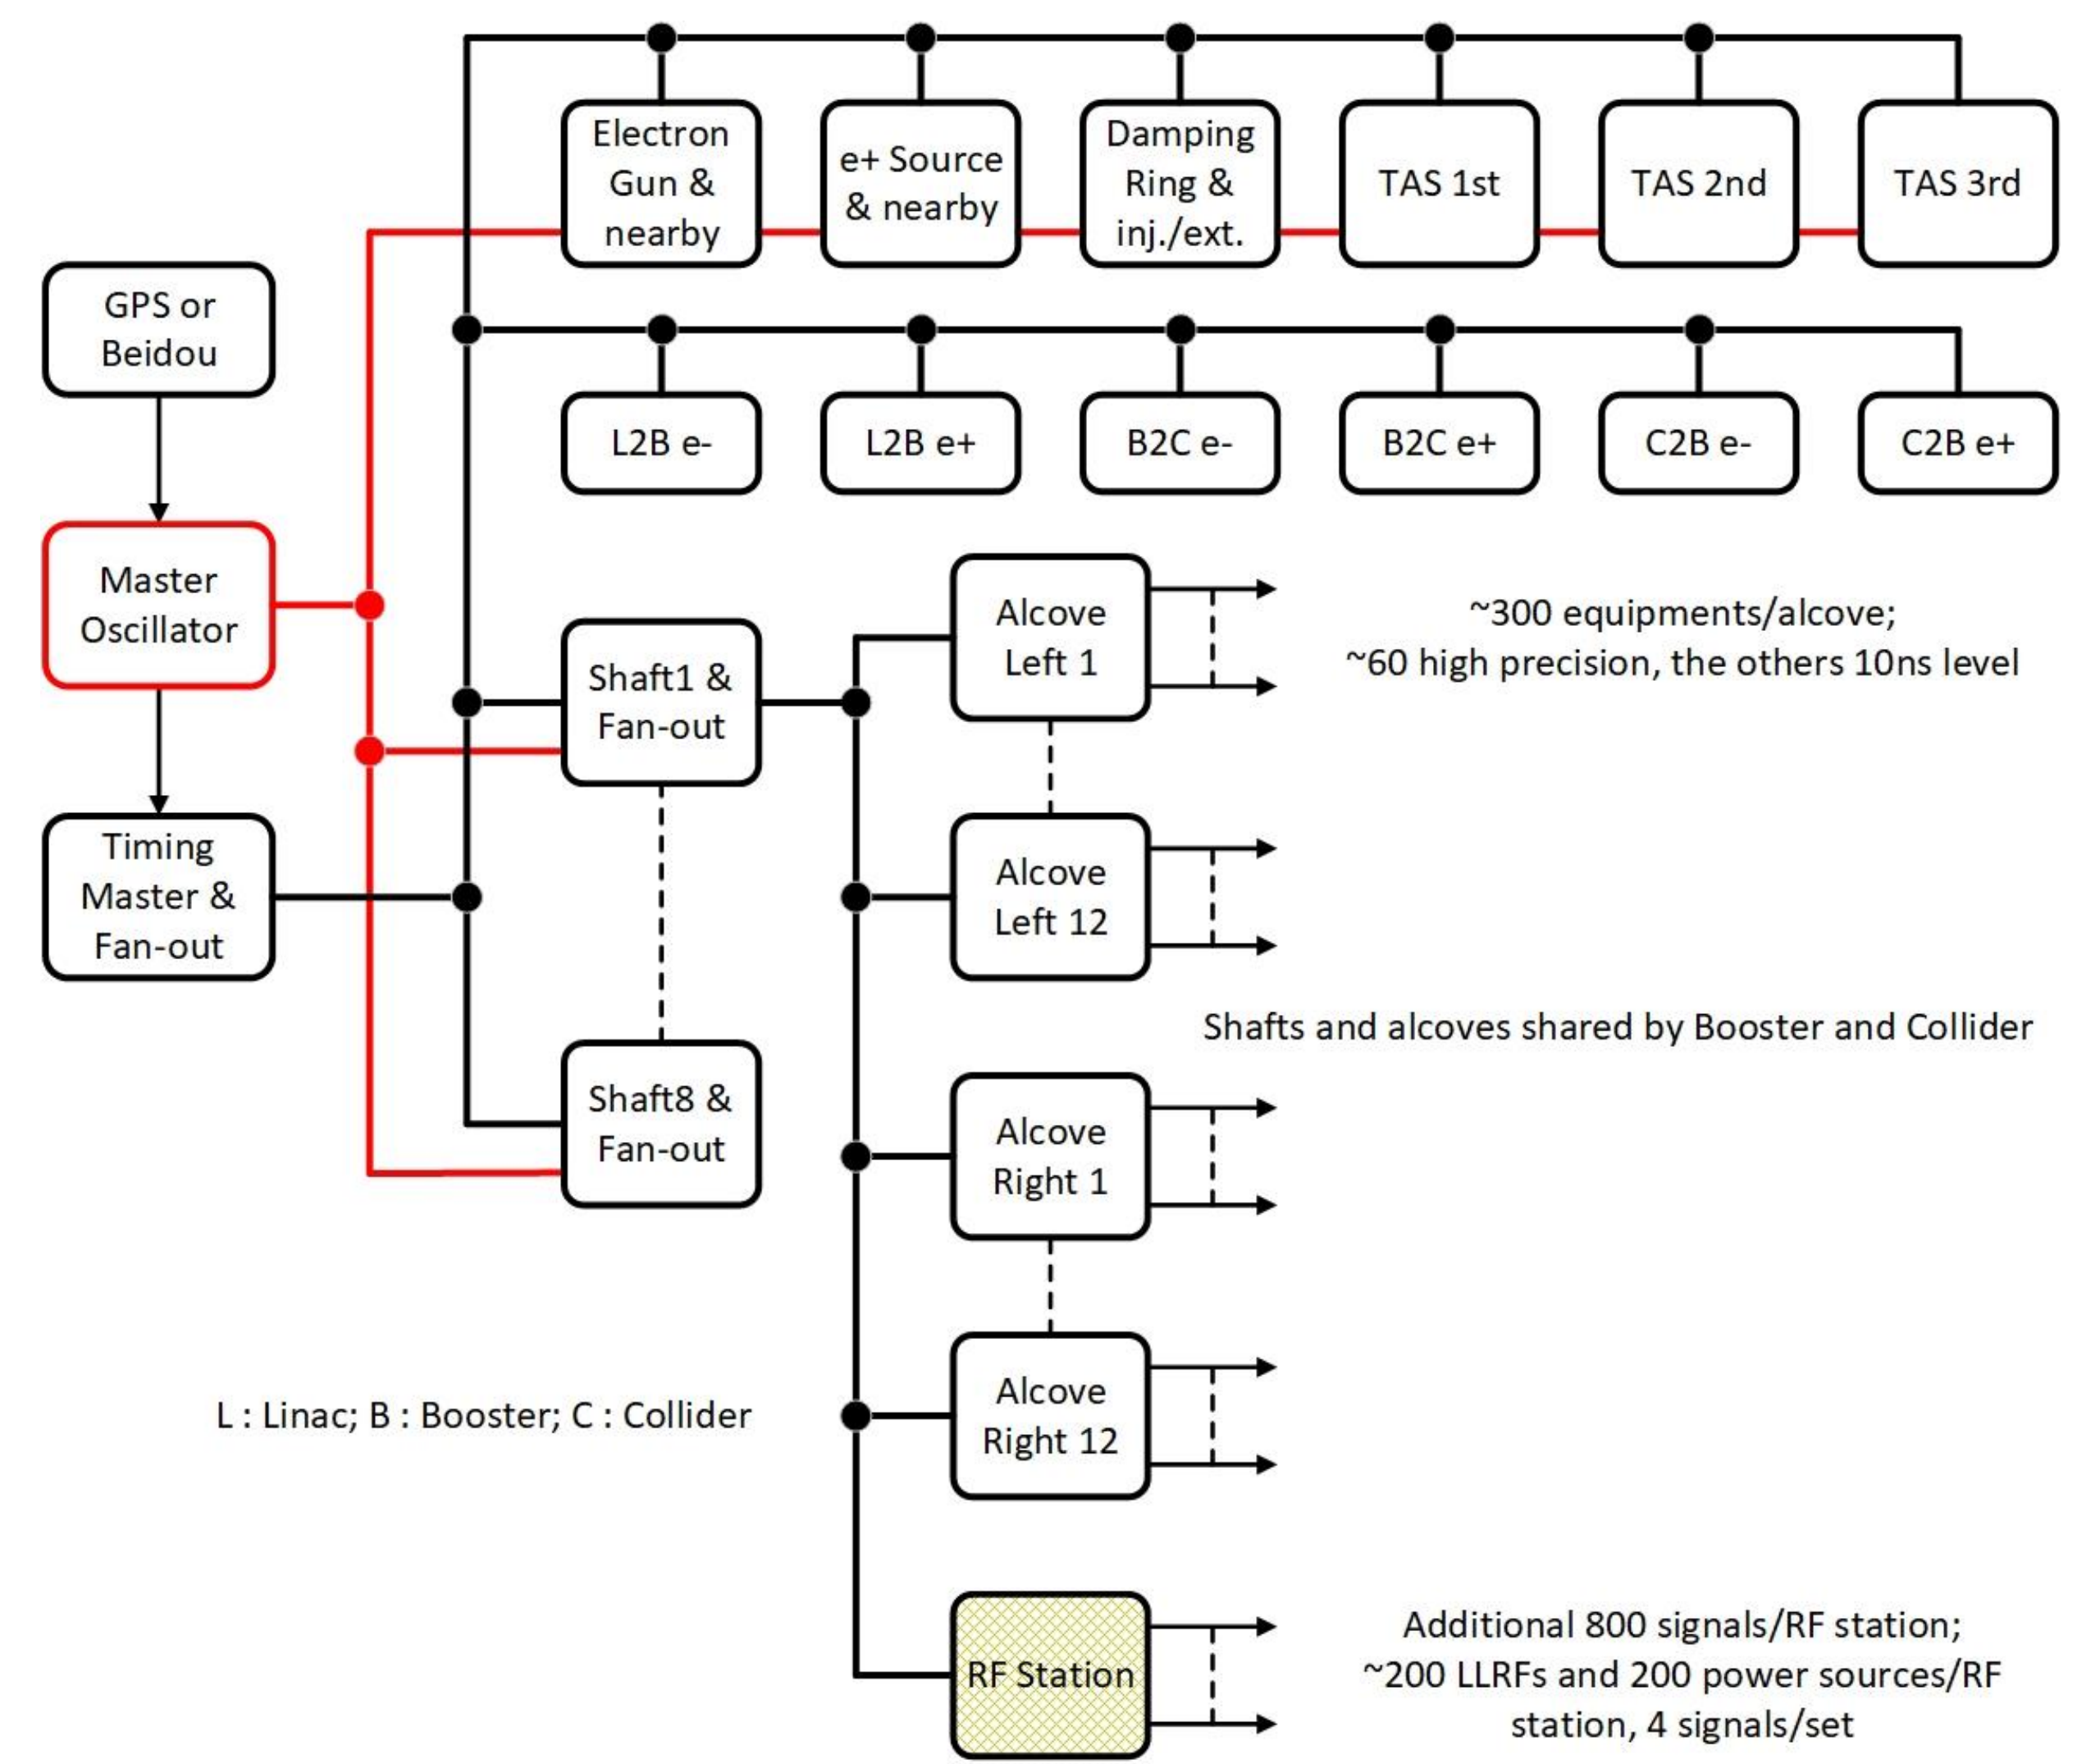 Electron
Gun &
nearby
e+ Source
& nearby
Damping
Ring &
inj./ext.
TAS 1st
TAS 2nd
TAS 3rd
GPS or
Beidou
L2B e-
L2B e+
B2C e-
B2C e+
C2B e-
C2B e+
Master
Oscillator
Shaft1 &
Fan-out
Alcove
Left 1
~300 equipments/alcove;
~60 high precision, the others 10ns level
Timing
Master &
Fan-out
Alcove
Left 12
Shafts and alcoves shared by Booster and Collider
Shaft8 &
Fan-out
Alcove
Right 1
L : Linac; B : Booster; C : Collider
Alcove
Right 12
RF Station
Additional 800 signals/RF station;
~200 LLRFs and 200 power sources/RF
station, 4 signals/set